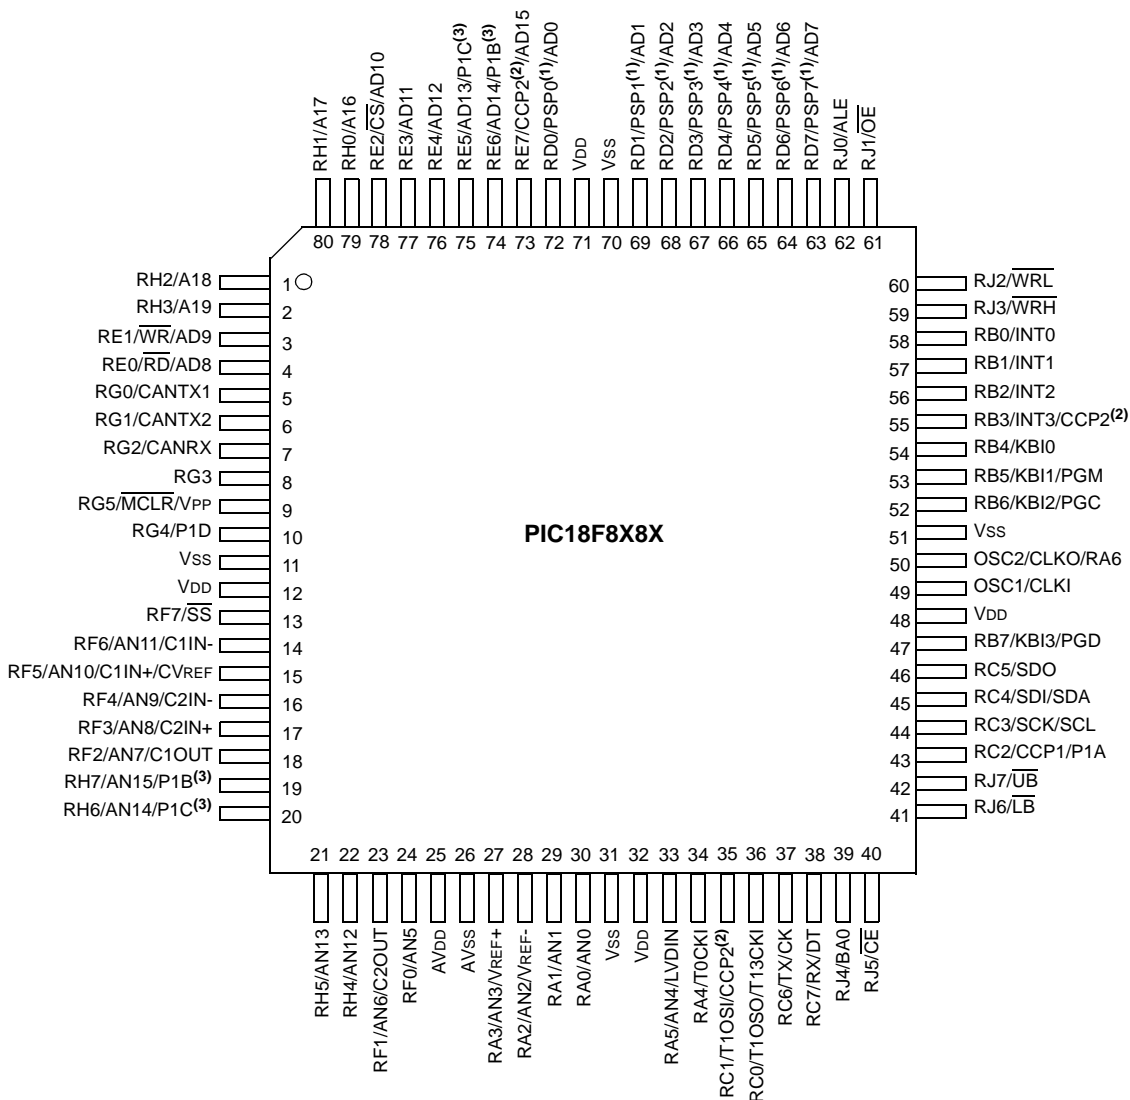 RH1/A17
RH0/A16
RE2/CS/AD10
RE3/AD11
RE4/AD12
RE5/AD13/P1C(3)
RE6/AD14/P1B(3)
RE7/CCP2(2)/AD15
RD0/PSP0(1)/AD0
VDD
VSS
RD1/PSP1(1)/AD1
RD2/PSP2(1)/AD2
RD3/PSP3(1)/AD3
RD4/PSP4(1)/AD4
RD5/PSP5(1)/AD5
RD6/PSP6(1)/AD6
RD7/PSP7(1)/AD7
RJ0/ALE
RJ1/OE
80 79 78 77 76 75 74 73 72 71 70 69 68 67 66 65 64 63 62 61
RH2/A18 1
RH3/A19 2
RE1/WR/AD9 3
RE0/RD/AD8 4
RG0/CANTX1 5
RG1/CANTX2 6
RG2/CANRX 7
RG3 8
RG5/MCLR/VPP 9
RG4/P1D 10
VSS 11
VDD 12
RF7/SS 13
RF6/AN11/C1IN- 14
RF5/AN10/C1IN+/CVREF 15
RF4/AN9/C2IN- 16
RF3/AN8/C2IN+ 17
RF2/AN7/C1OUT 18
RH7/AN15/P1B(3) 19
RH6/AN14/P1C(3) 20
PIC18F8X8X
60 RJ2/WRL
59 RJ3/WRH
58 RB0/INT0
57 RB1/INT1
56 RB2/INT2
55 RB3/INT3/CCP2(2)
54 RB4/KBI0
53 RB5/KBI1/PGM
52 RB6/KBI2/PGC
51 VSS
50 OSC2/CLKO/RA6
49 OSC1/CLKI
48 VDD
47 RB7/KBI3/PGD
46 RC5/SDO
45 RC4/SDI/SDA
44 RC3/SCK/SCL
43 RC2/CCP1/P1A
42 RJ7/UB
41 RJ6/LB
21 22 23 24 25 26 27 28 29 30 31 32 33 34 35 36 37 38 39 40
RH5/AN13
RH4/AN12
RF1/AN6/C2OUT
RF0/AN5
AVDD
AVSS
RA3/AN3/VREF+
RA2/AN2/VREF-
RA1/AN1
RA0/AN0
VSS
VDD
RA5/AN4/LVDIN
RA4/T0CKI
RC1/T1OSI/CCP2(2)
RC0/T1OSO/T13CKI
RC6/TX/CK
RC7/RX/DT
RJ4/BA0
RJ5/CE